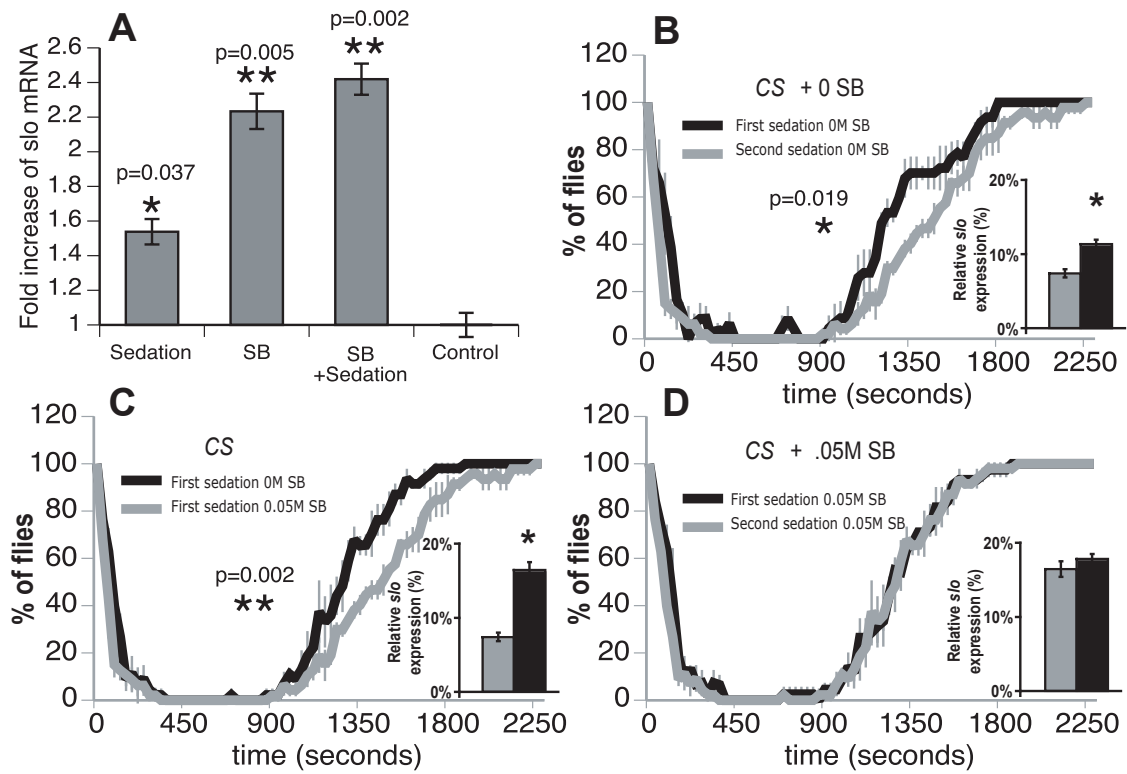 A
Fold increase of slo mRNA
2.6
2.4
2.2
2
1.8
1.6
1.4
1.2
1
p=0.037
*
p=0.005
**
p=0.002
**
Sedation
SB
SB
+Sedation
Control
B
% of flies
120
100
80
60
40
20
0
CS + 0 SB
First sedation 0M SB
Second sedation 0M SB
p=0.019
*
Relative slo
expression (%)
20%
10%
0%
*
0 450 900 1350 1800 2250
time (seconds)
C
% of flies
120
100
80
60
40
20
0
CS
First sedation 0M SB
First sedation 0.05M SB
p=0.002
**
Relative slo
expression (%)
20%
10%
0%
*
0 450 900 1350 1800 2250
time (seconds)
D
% of flies
120
100
80
60
40
20
0
CS + .05M SB
First sedation 0.05M SB
Second sedation 0.05M SB
Relative slo
expression (%)
20%
10%
0%
0 450 900 1350 1800 2250
time (seconds)